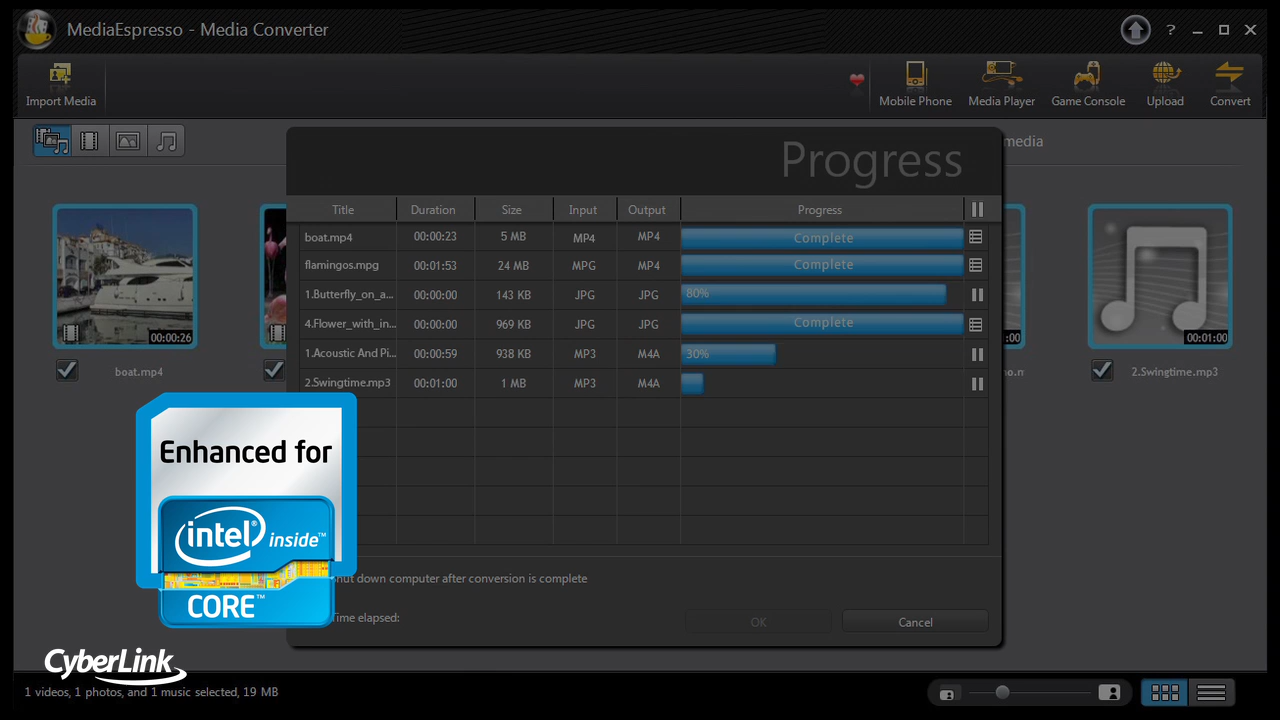 MediaEspresso - Media Converter
?
Import Media
Mobile Phone
Media Player
Game Console
Upload
Convert
media
Progress
Title Duration Size Input Output Progress
boat.mp4 00:00:23 5 MB MP4 MP4 Complete
flamingos.mpg 00:01:53 24 MB MPG MP4 Complete
1.Butterfly_on_a... 00:00:00 143 KB JPG JPG 80%
4.Flower_with_in... 00:00:00 969 KB JPG JPG Complete
1.Acoustic And Pi... 00:00:59 938 KB MP3 M4A 30%
2.Swingtime.mp3 00:01:00 1 MB MP3 M4A
00:00:26
00:01:00
boat.mp4
2.Swingtime.mp3
Enhanced for
intel® inside™
CORE™
down computer after conversion is complete
Time elapsed:
OK
Cancel
CyberLink
1 videos, 1 photos, and 1 music selected, 19 MB